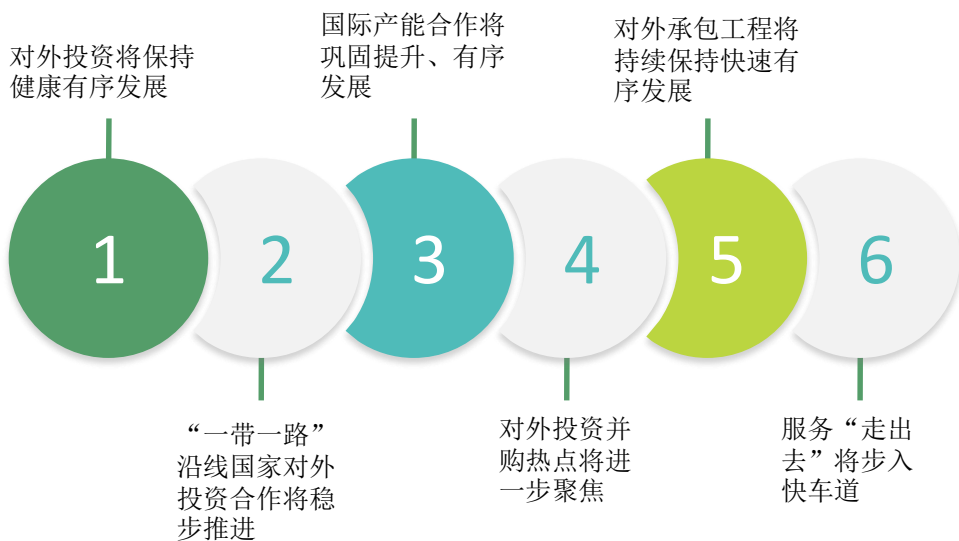 对外投资将保持
健康有序发展
国际产能合作将
巩固提升、有序
发展
对外承包工程将
持续保持快速有
序发展
1
2
3
4
5
6
“一带一路”
沿线国家对外
投资合作将稳
步推进
对外投资并
购热点将进
一步聚焦
服务“走出
去”将步入
快车道